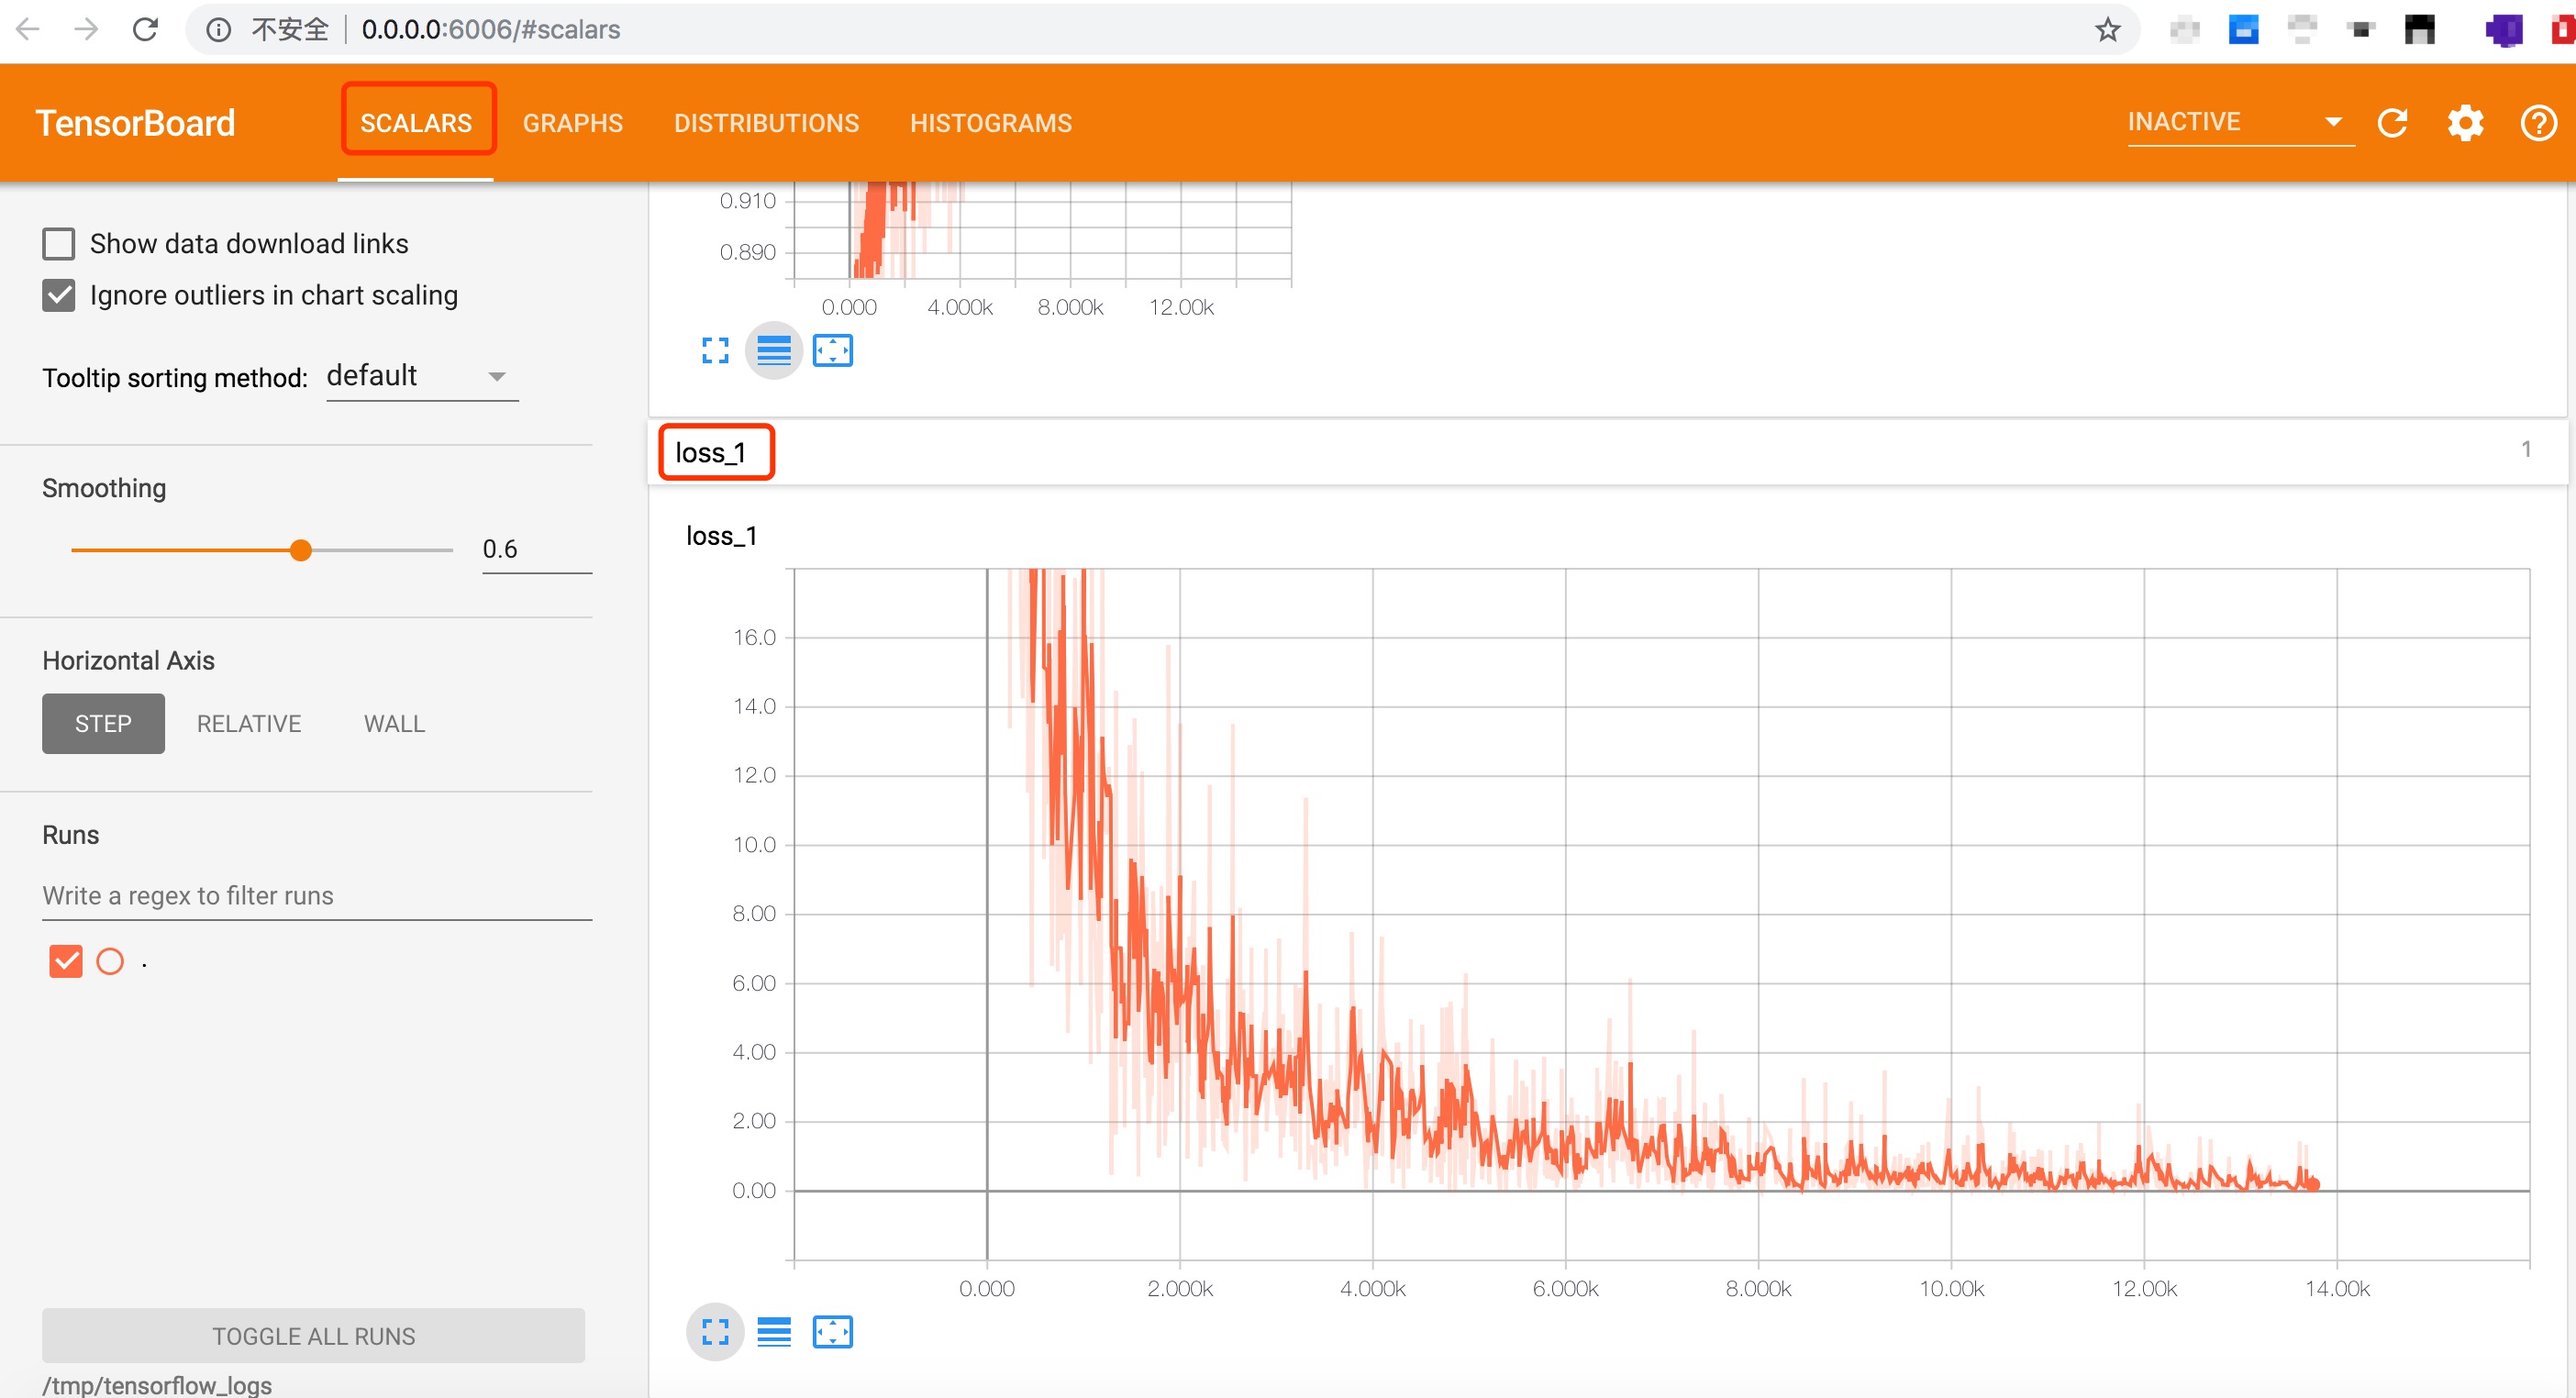 不安全 0.0.0.0:6006/#scalars
TensorBoard SCALARS GRAPHS DISTRIBUTIONS HISTOGRAMS INACTIVE
Show data download links
Ignore outliers in chart scaling
Tooltip sorting method: default
Smoothing
0.6
Horizontal Axis
STEP RELATIVE WALL
Runs
Write a regex to filter runs
.
TOGGLE ALL RUNS
/tmp/tensorflow_logs
0.910
0.890
0.000 4.000k 8.000k 12.00k
loss_1 1
loss_1
16.0
14.0
12.0
10.0
8.00
6.00
4.00
2.00
0.00
0.000 2.000k 4.000k 6.000k 8.000k 10.00k 12.00k 14.00k